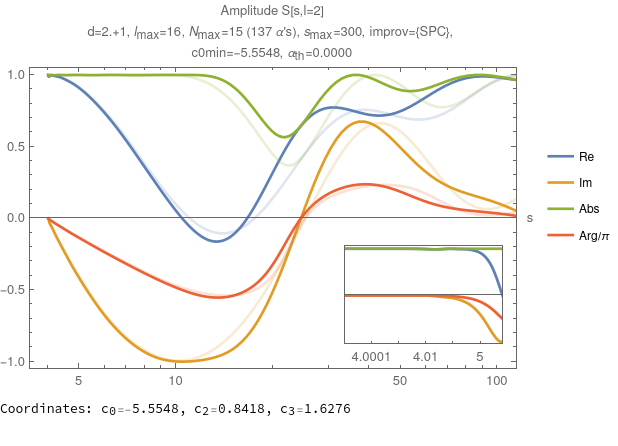 Amplitude S[s,l=2]
d=2.+1, lmax=16, Nmax=15 (137 α's), smax=300, improv={SPC},
c0min=−5.5548, αth=0.0000
1.0
0.5
0.0
−0.5
−1.0
5
10
50
100
s
4.0001
4.01
5
Re
Im
Abs
Arg/π
Coordinates: c0=-5.5548, c2=0.8418, c3=1.6276